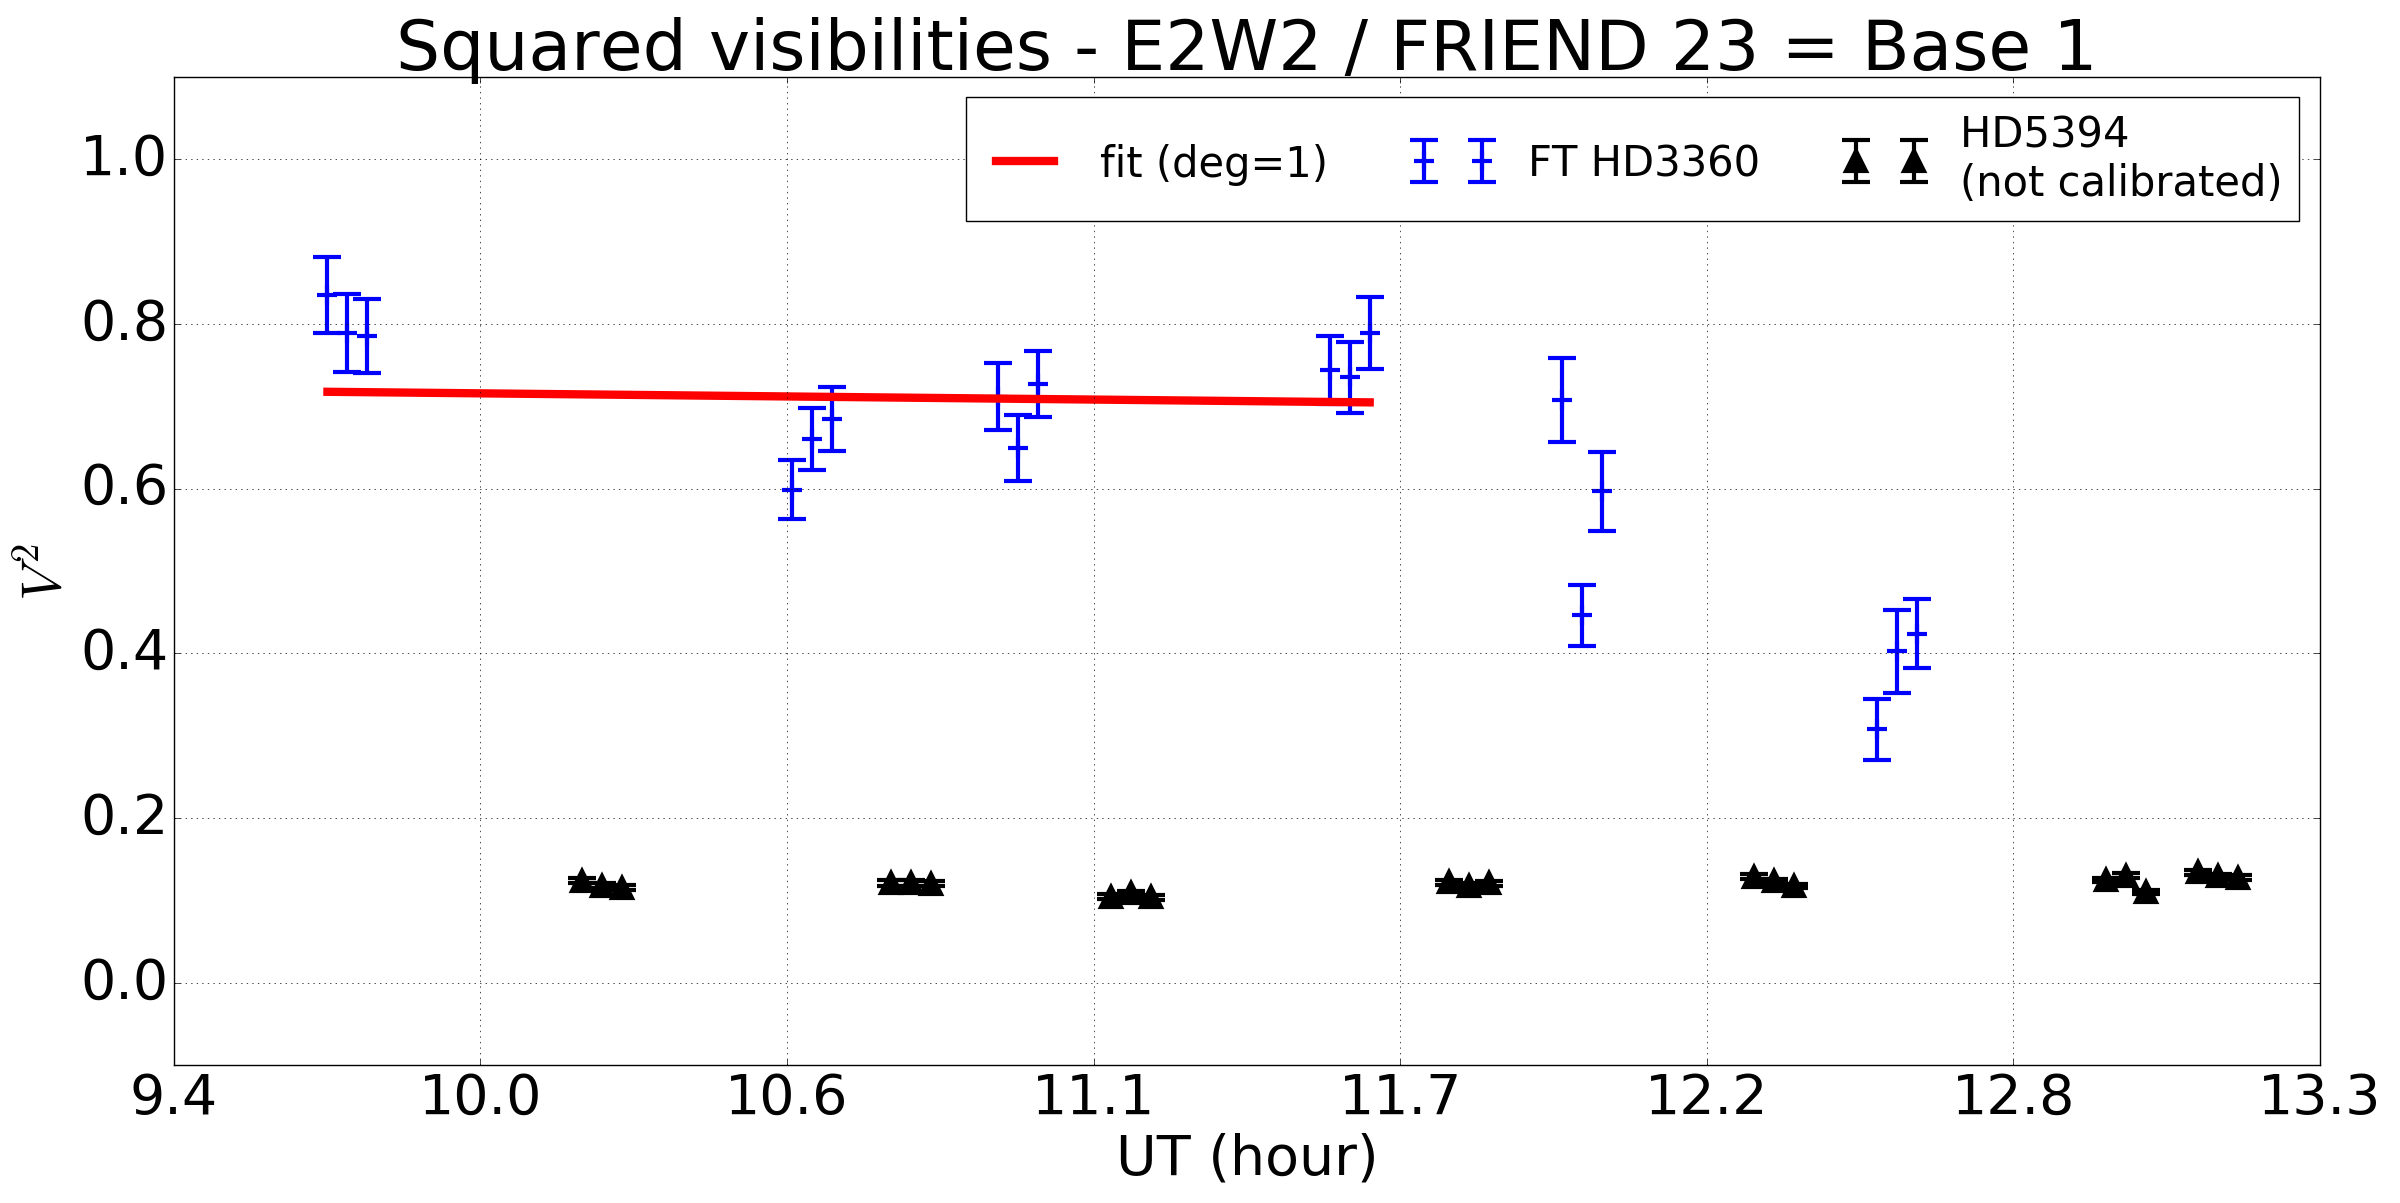 Squared visibilities - E2W2 / FRIEND 23 = Base 1
fit (deg=1)
FT HD3360
HD5394
(not calibrated)
1.0
0.8
0.6
0.4
0.2
0.0
V²
9.4 10.0 10.6 11.1 11.7 12.2 12.8 13.3
UT (hour)